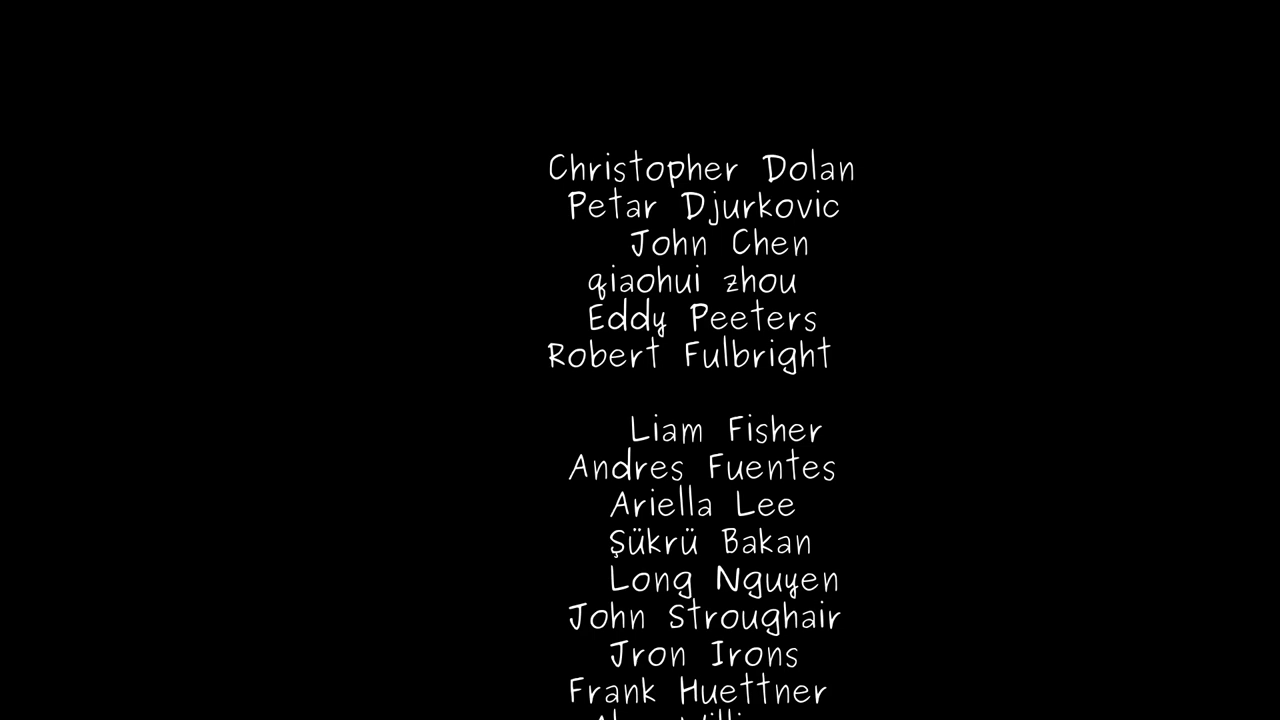 Christopher Dolan
Petar Djurkovic
John Chen
qiaohui zhou
Eddy Peeters
Robert Fulbright
Liam Fisher
Andres Fuentes
Ariella Lee
Şükrü Bakan
Long Nguyen
John Stroughair
Jron Irons
Frank Huettner